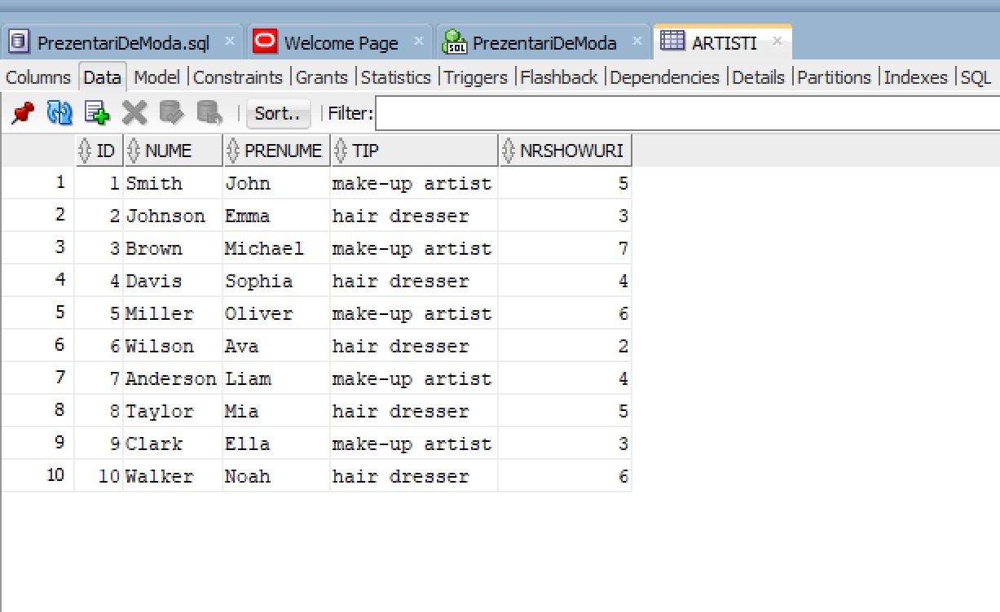 PrezentariDeModa.sql Welcome Page PrezentariDeModa ARTISTI
Columns Data Model Constraints Grants Statistics Triggers Flashback Dependencies Details Partitions Indexes SQL
Sort.. Filter:
ID NUME PRENUME TIP NRSHOWURI
1 1 Smith John make-up artist 5
2 2 Johnson Emma hair dresser 3
3 3 Brown Michael make-up artist 7
4 4 Davis Sophia hair dresser 4
5 5 Miller Oliver make-up artist 6
6 6 Wilson Ava hair dresser 2
7 7 Anderson Liam make-up artist 4
8 8 Taylor Mia hair dresser 5
9 9 Clark Ella make-up artist 3
10 10 Walker Noah hair dresser 6